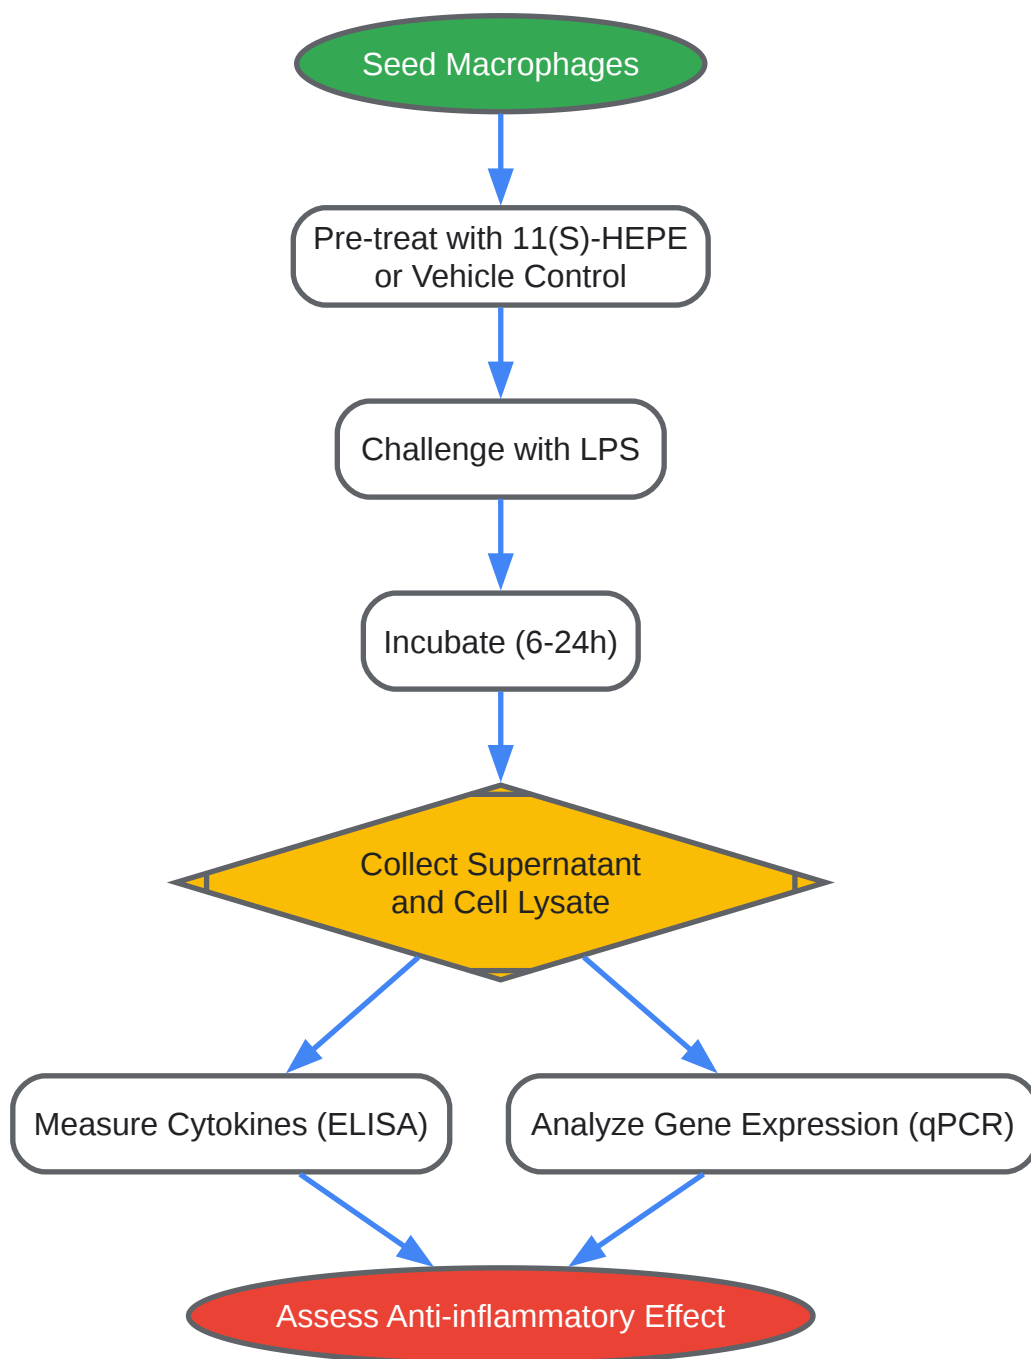 Seed Macrophages
Pre-treat with 11(S)-HEPE
or Vehicle Control
Challenge with LPS
Incubate (6-24h)
Collect Supernatant
and Cell Lysate
Measure Cytokines (ELISA)
Analyze Gene Expression (qPCR)
Assess Anti-inflammatory Effect